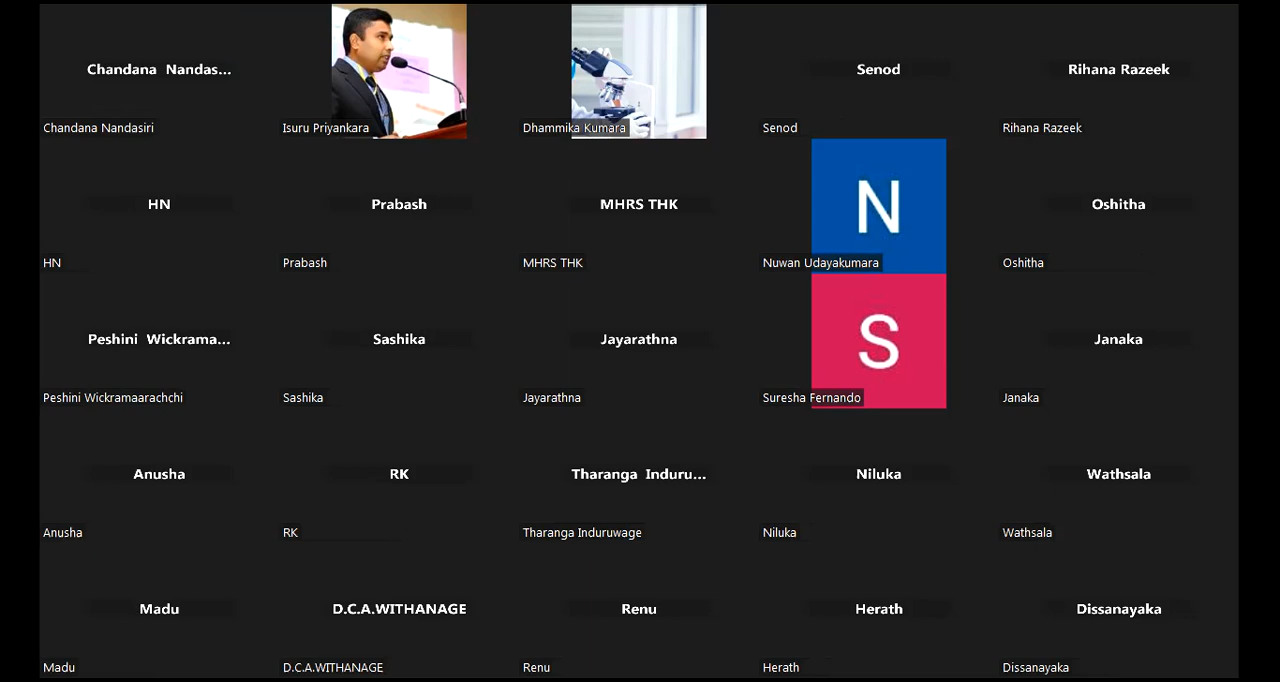 Chandana Nandas...
Senod
Rihana Razeek
Chandana Nandasiri
Isuru Priyankara
Dhammika Kumara
Senod
Rihana Razeek
HN
Prabash
MHRS THK
N
Oshitha
HN
Prabash
MHRS THK
Nuwan Udayakumara
Oshitha
Peshini Wickrama...
Sashika
Jayarathna
S
Janaka
Peshini Wickramaarachchi
Sashika
Jayarathna
Suresha Fernando
Janaka
Anusha
RK
Tharanga Induru...
Niluka
Wathsala
Anusha
RK
Tharanga Induruwage
Niluka
Wathsala
Madu
D.C.A.WITHANAGE
Renu
Herath
Dissanayaka
Madu
D.C.A.WITHANAGE
Renu
Herath
Dissanayaka